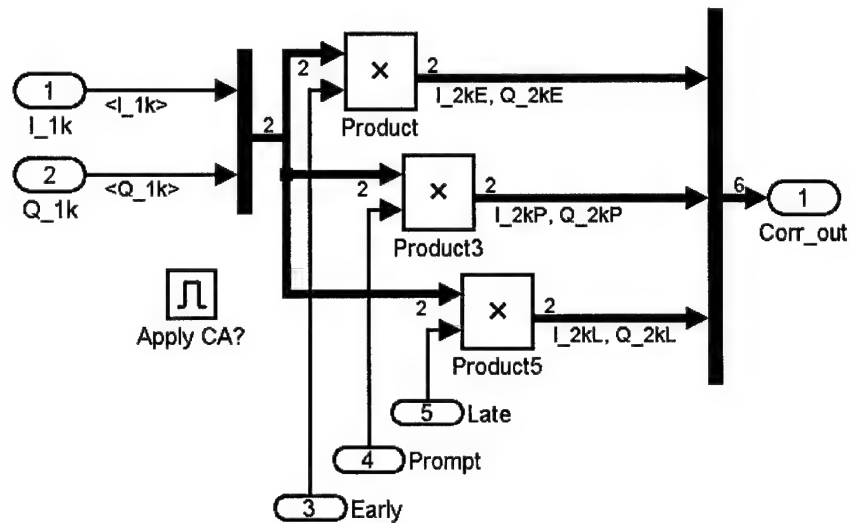 1
<I_1k>
I_1k
2
<Q_1k>
Q_1k
2
2
×
Product
2
I_2kE, Q_2kE
2
×
Product3
2
I_2kP, Q_2kP
6
1
Corr_out
Apply CA?
2
×
Product5
2
I_2kL, Q_2kL
5
Late
4
Prompt
3
Early